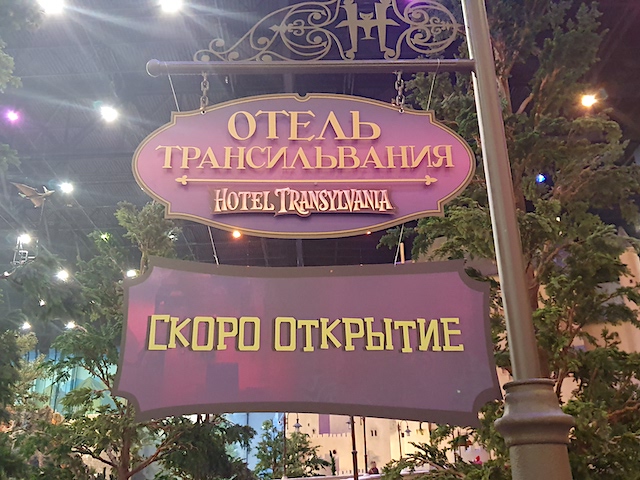 ОТЕЛЬ
ТРАНСИЛЬВАНИЯ
HOTEL TRANSYLVANIA
СКОРО ОТКРЫТИЕ